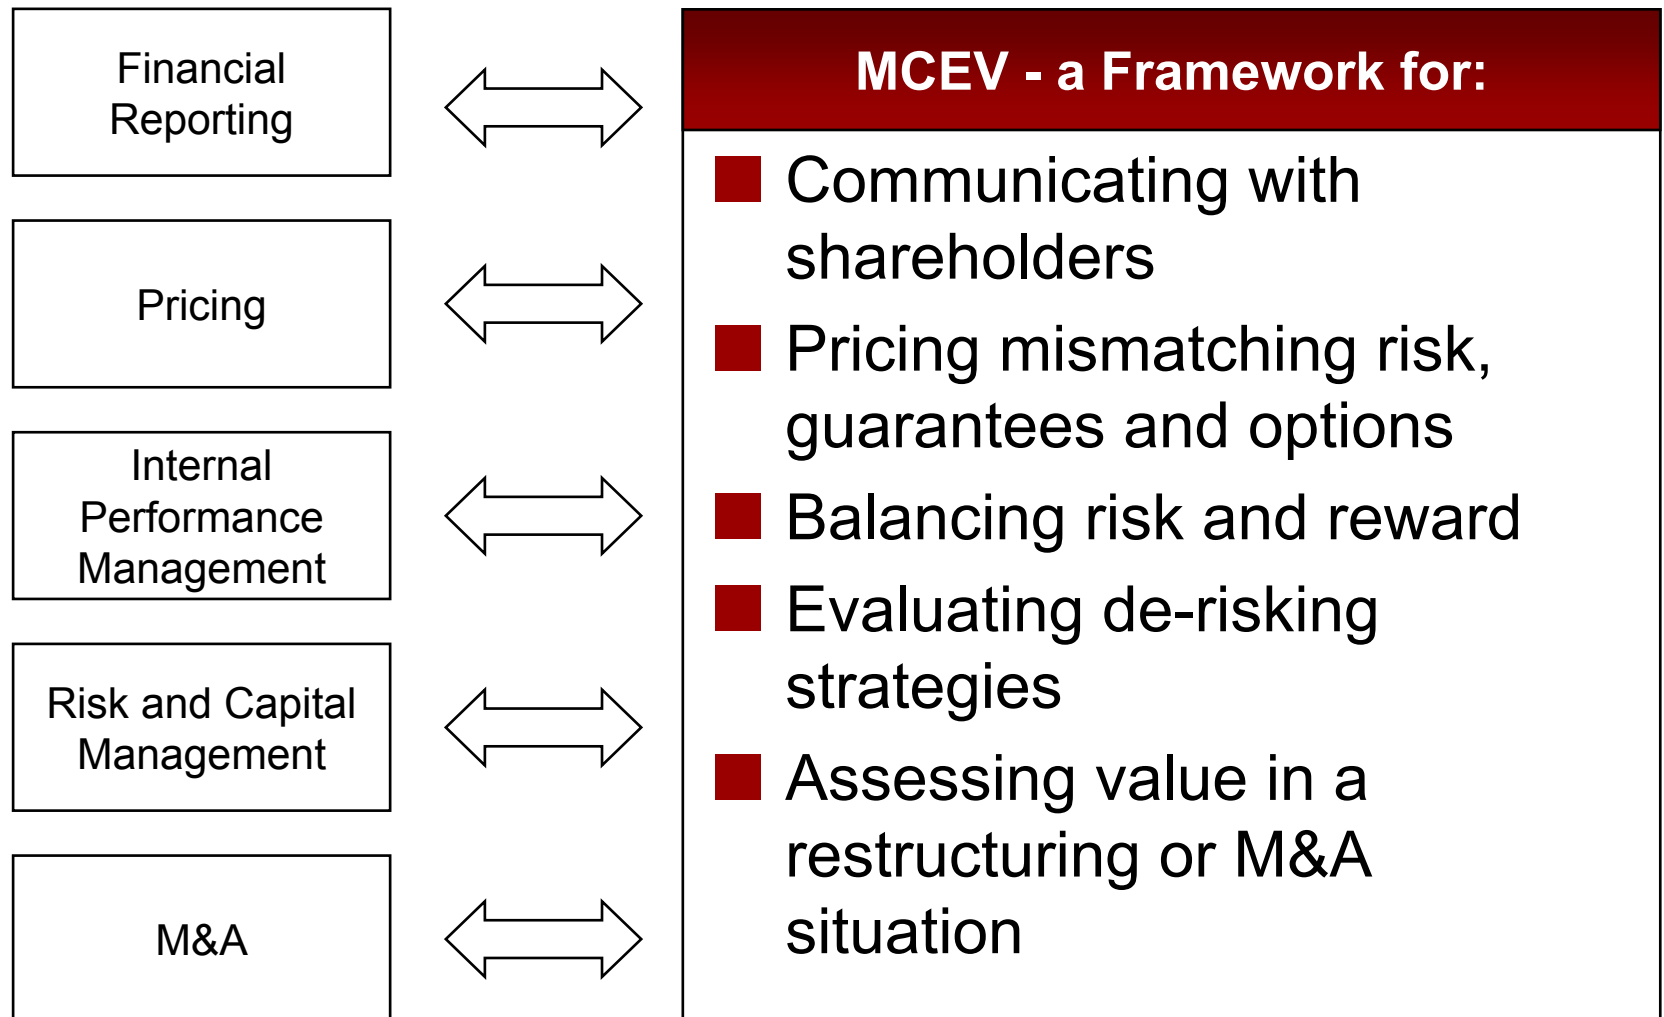 Financial
Reporting
Pricing
Internal
Performance
Management
Risk and Capital
Management
M&A
MCEV - a Framework for:
Communicating with
shareholders
Pricing mismatching risk,
guarantees and options
Balancing risk and reward
Evaluating de-risking
strategies
Assessing value in a
restructuring or M&A
situation